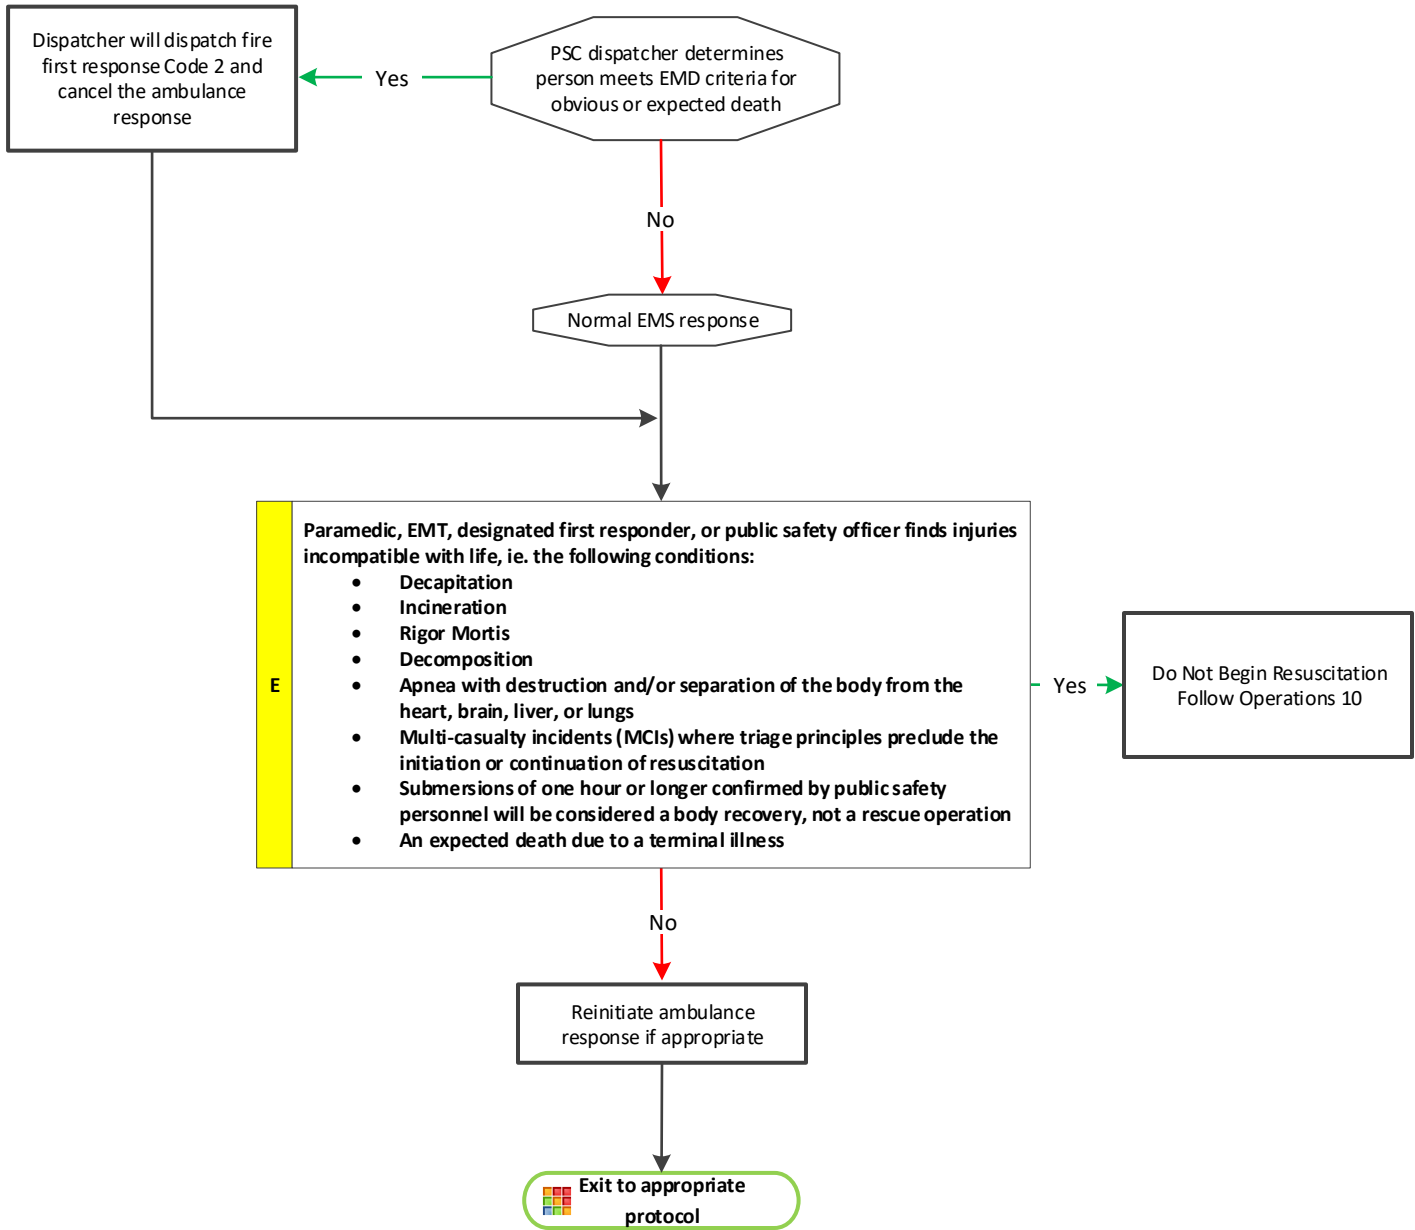 Dispatcher will dispatch fire
first response Code 2 and
cancel the ambulance
response
Yes
PSC dispatcher determines
person meets EMD criteria for
obvious or expected death
No
Normal EMS response
E
Paramedic, EMT, designated first responder, or public safety officer finds injuries
incompatible with life, ie. the following conditions:
• Decapitation
• Incineration
• Rigor Mortis
• Decomposition
• Apnea with destruction and/or separation of the body from the
heart, brain, liver, or lungs
• Multi-casualty incidents (MCIs) where triage principles preclude the
initiation or continuation of resuscitation
• Submersions of one hour or longer confirmed by public safety
personnel will be considered a body recovery, not a rescue operation
• An expected death due to a terminal illness
Yes
Do Not Begin Resuscitation
Follow Operations 10
No
Reinitiate ambulance
response if appropriate
Exit to appropriate
protocol